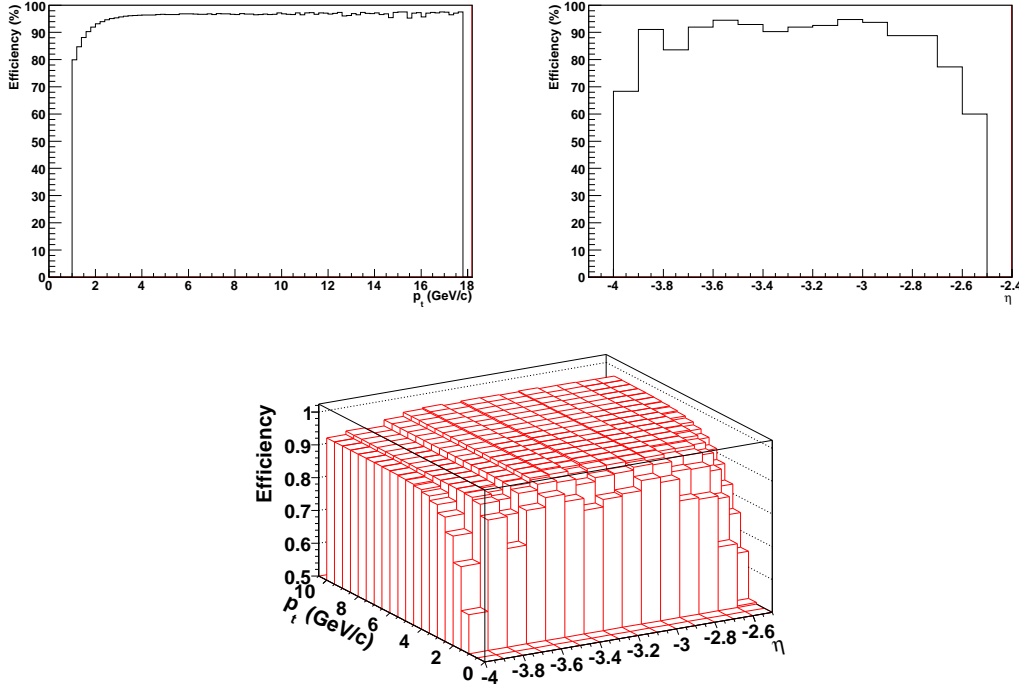 Efficiency (%)
100
90
80
70
60
50
40
30
20
10
0
0 2 4 6 8 10 12 14 16 18
p_t (GeV/c)
Efficiency (%)
100
90
80
70
60
50
40
30
20
10
0
-4 -3.8 -3.6 -3.4 -3.2 -3 -2.8 -2.6 -2.4
η
Efficiency
1
0.9
0.8
0.7
0.6
0.5
10 8 6 4 2 0
p_t (GeV/c)
-4 -3.8 -3.6 -3.4 -3.2 -3 -2.8 -2.6
η